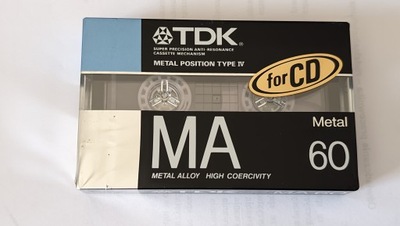 TDK®
SUPER PRECISION ANTI-RESONANCE
CASSETTE MECHANISM
METAL POSITION TYPE IV
for CD
Metal
MA
60
METAL ALLOY HIGH COERCIVITY